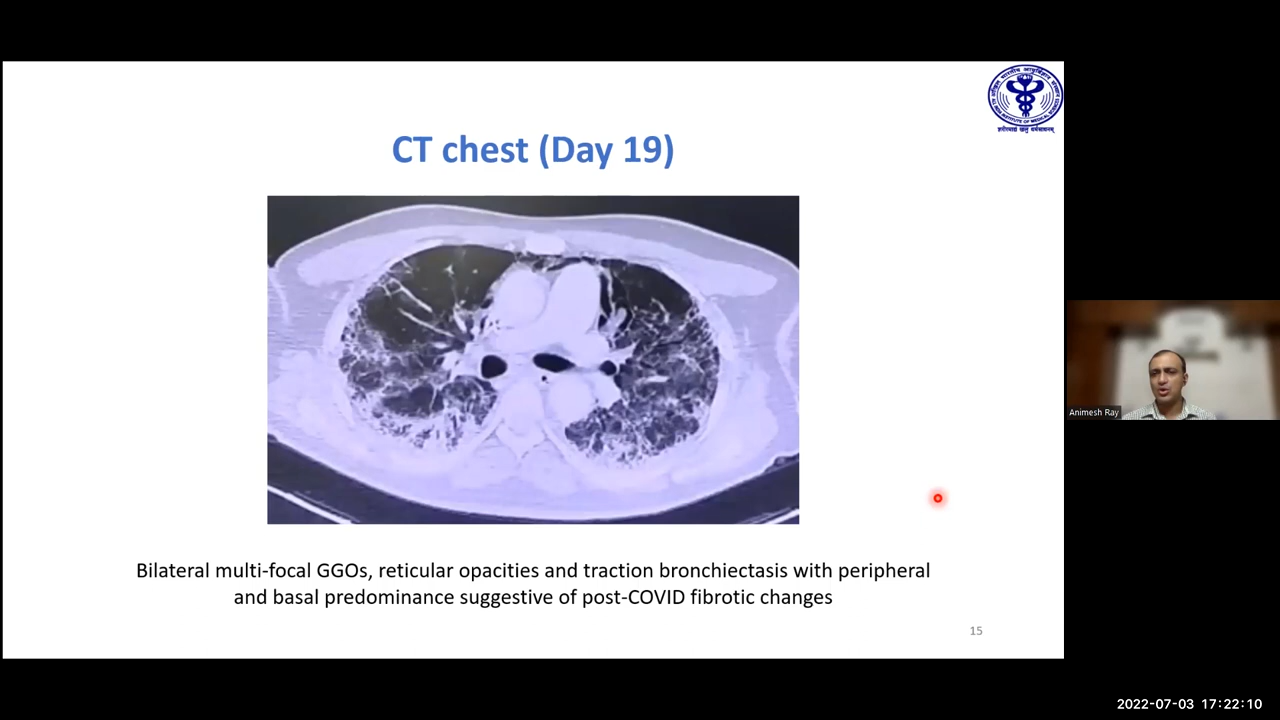 CT chest (Day 19)
Bilateral multi-focal GGOs, reticular opacities and traction bronchiectasis with peripheral
and basal predominance suggestive of post-COVID fibrotic changes
15
Animesh Ray
2022-07-03 17:22:10